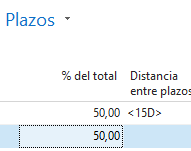 Plazos
% del total Distancia
entre plazos
50,00 <15D>
50,00